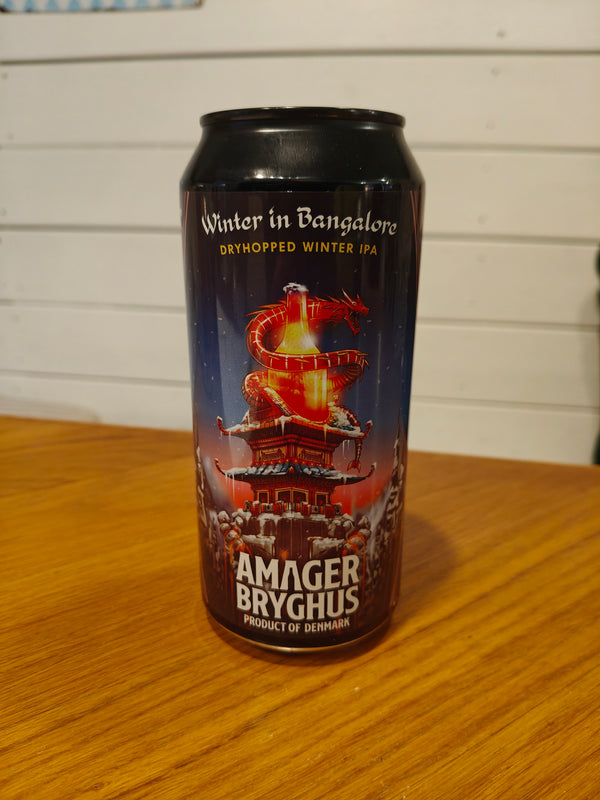 Winter in Bangalore
DRYHOPPED WINTER IPA
AMAGER
BRYGHUS
PRODUCT OF DENMARK